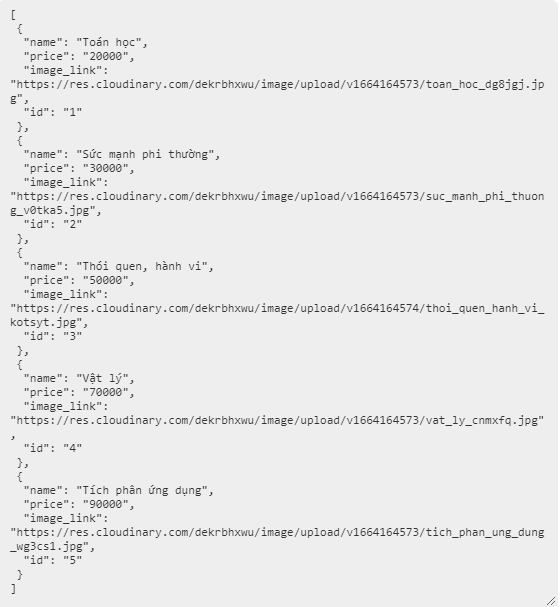 [
{
"name": "Toán học",
"price": "20000",
"image_link":
"https://res.cloudinary.com/dekrbhxwu/image/upload/v1664164573/toan_hoc_dg8jgj.jp
g",
"id": "1"
},
{
"name": "Sức mạnh phi thường",
"price": "30000",
"image_link":
"https://res.cloudinary.com/dekrbhxwu/image/upload/v1664164573/suc_manh_phi_thuon
g_v0tka5.jpg",
"id": "2"
},
{
"name": "Thói quen, hành vi",
"price": "50000",
"image_link":
"https://res.cloudinary.com/dekrbhxwu/image/upload/v1664164574/thoi_quen_hanh_vi_
kotsyt.jpg",
"id": "3"
},
{
"name": "Vật lý",
"price": "70000",
"image_link":
"https://res.cloudinary.com/dekrbhxwu/image/upload/v1664164573/vat_ly_cnmxfq.jpg"
,
"id": "4"
},
{
"name": "Tích phân ứng dụng",
"price": "90000",
"image_link":
"https://res.cloudinary.com/dekrbhxwu/image/upload/v1664164573/tich_phan_ung_dung
_wg3cs1.jpg",
"id": "5"
}
]